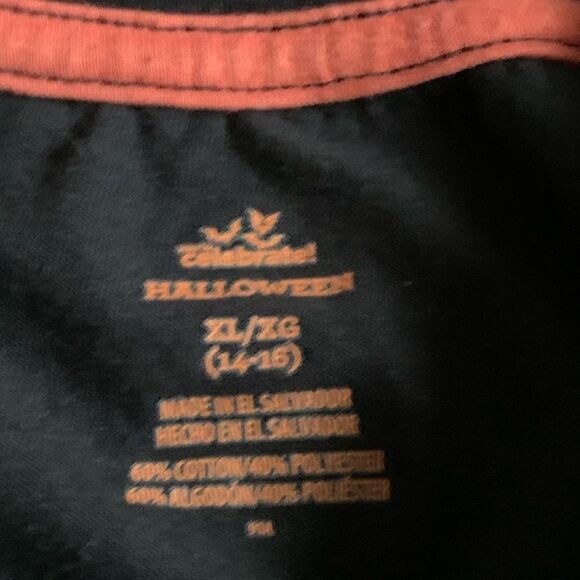 celebrate!
HALLOWEEN
XL/XG
(14-16)
MADE IN EL SALVADOR
HECHO EN EL SALVADOR
60% COTTON/40% POLYESTER
60% ALGODÓN/40% POLIÉSTER